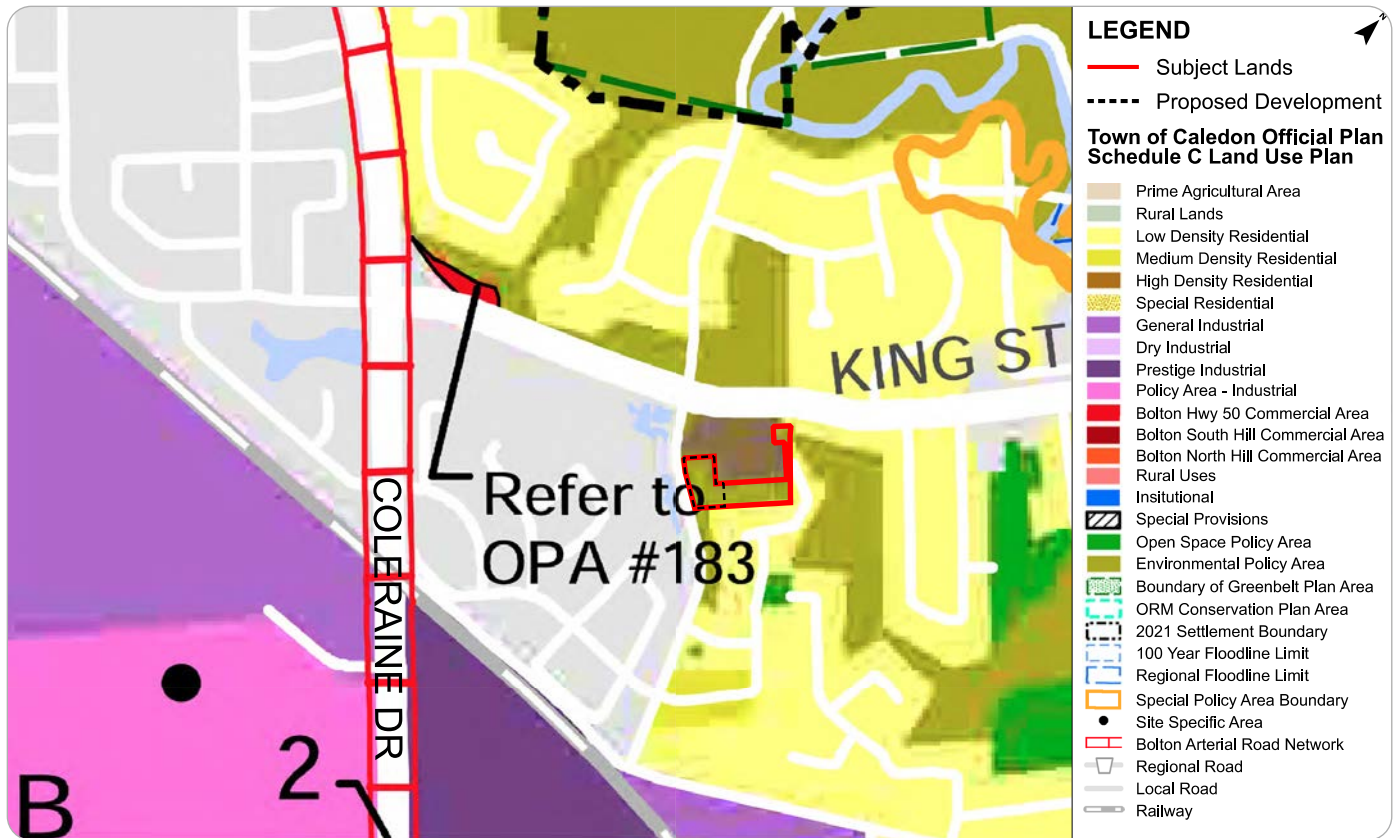 KING ST
Refer to
OPA #183
COLERAINE DR
2
B
LEGEND
N
Subject Lands
Proposed Development
Town of Caledon Official Plan
Schedule C Land Use Plan
Prime Agricultural Area
Rural Lands
Low Density Residential
Medium Density Residential
High Density Residential
Special Residential
General Industrial
Dry Industrial
Prestige Industrial
Policy Area - Industrial
Bolton Hwy 50 Commercial Area
Bolton South Hill Commercial Area
Bolton North Hill Commercial Area
Rural Uses
Insitutional
Special Provisions
Open Space Policy Area
Environmental Policy Area
Boundary of Greenbelt Plan Area
ORM Conservation Plan Area
2021 Settlement Boundary
100 Year Floodline Limit
Regional Floodline Limit
Special Policy Area Boundary
Site Specific Area
Bolton Arterial Road Network
Regional Road
Local Road
Railway